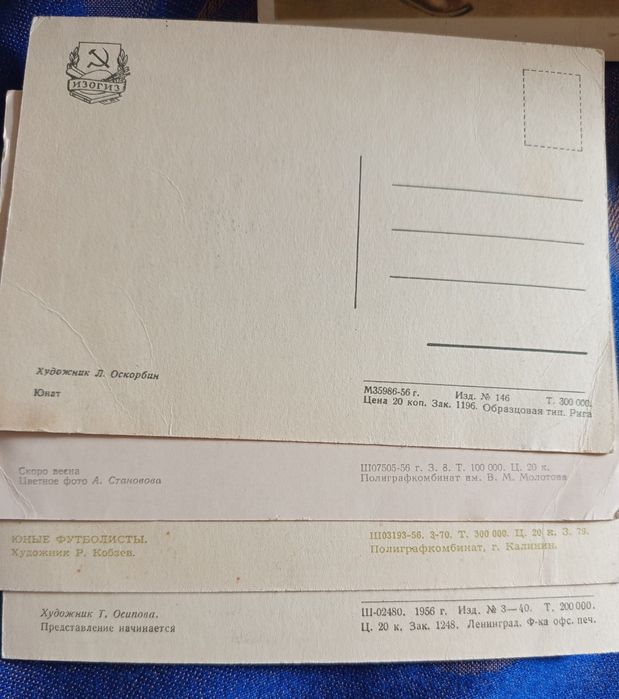 ИЗОГИЗ
Художник Л. Оскорбин
Юнат
М35986-56 г. Изд. № 146 Т. 300 000.
Цена 20 коп. Зак. 1196. Образцовая тип. Рига
Скоро весна
Цветное фото А. Становова
Ш07505-56 г. З. 8. Т. 100 000. Ц. 20 к.
Полиграфкомбинат им. В. М. Молотова
ЮНЫЕ ФУТБОЛИСТЫ.
Художник Р. Кобзев.
Ш03193-56. З-70. Т. 300000. Ц. 20 к. З. 79.
Полиграфкомбинат, г. Калинин.
Художник Т. Осипова.
Представление начинается
Ш-02480. 1956 г. Изд. № 3—40. Т. 200 000.
Ц. 20 к. Зак. 1248. Ленинград. Ф-ка офс. печ.